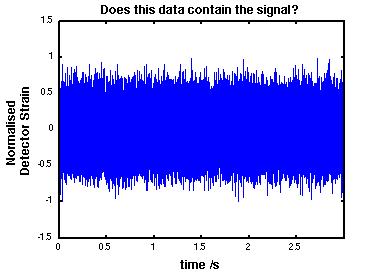 Does this data contain the signal?
1.5
1
0.5
0
-0.5
-1
-1.5
Normalised
Detector Strain
0 0.5 1 1.5 2 2.5
time /s